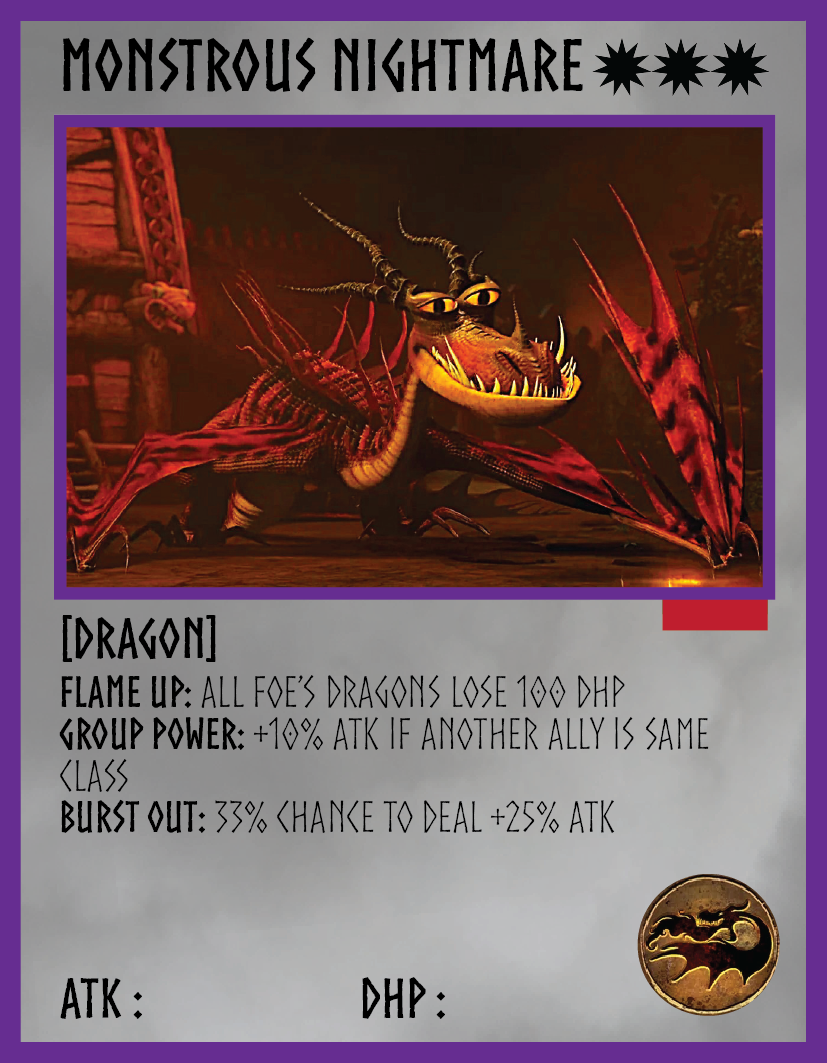 MONSTROUS NIGHTMARE
[DRAGON]
FLAME UP: ALL FOE'S DRAGONS LOSE 100 DHP
GROUP POWER: +10% ATK IF ANOTHER ALLY IS SAME
CLASS
BURST OUT: 33% CHANCE TO DEAL +25% ATK
ATK : DHP :